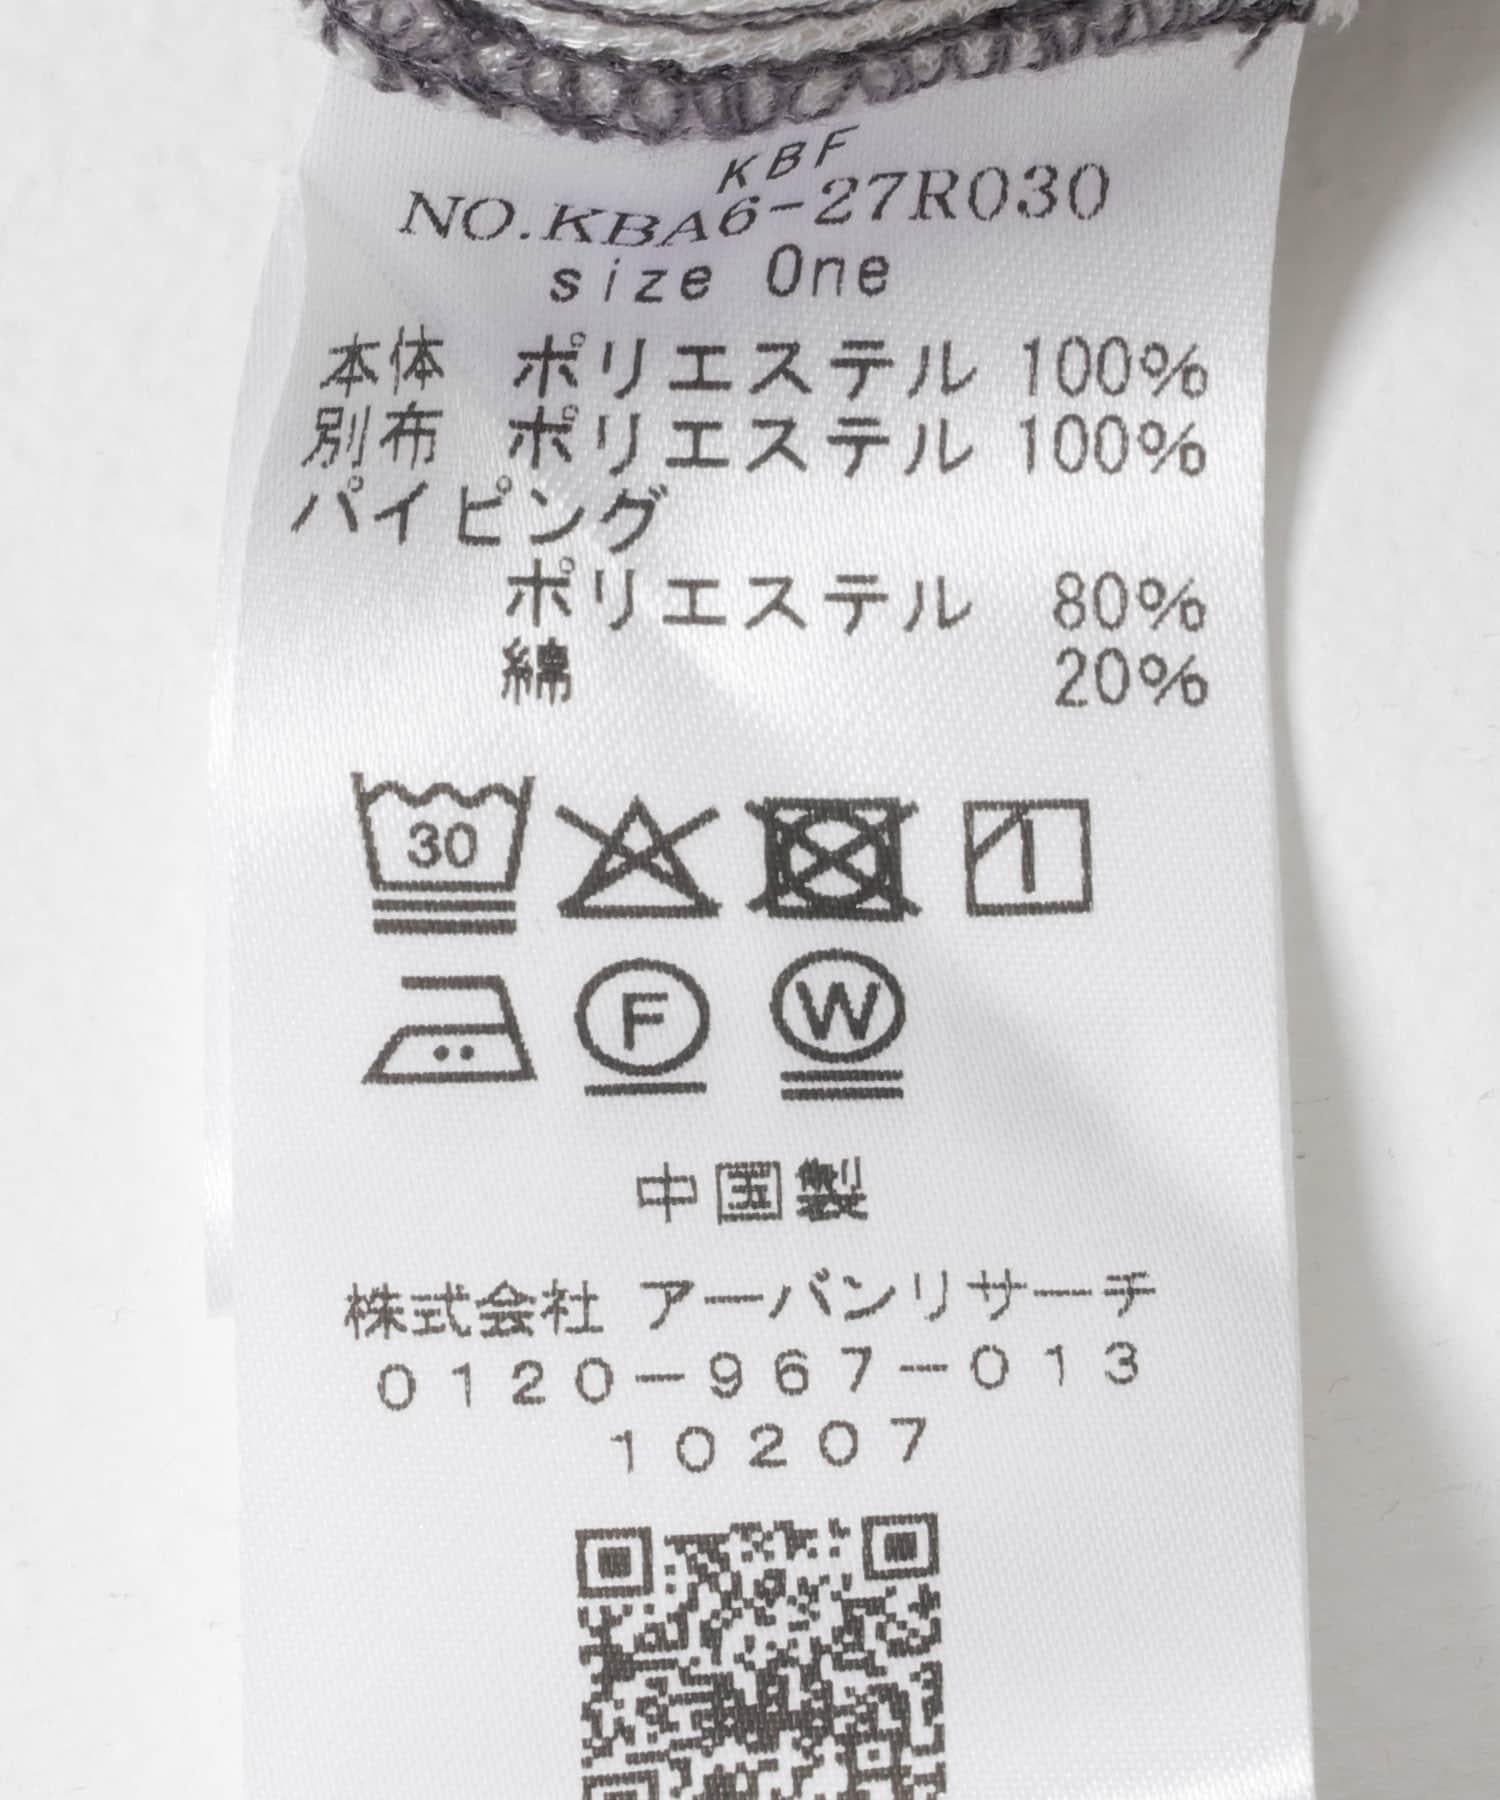 KBF
NO.KBA6-27R030
size One
本体 ポリエステル 100%
別布 ポリエステル 100%
パイピング
ポリエステル 80%
綿 20%
30
F W
中国製
株式会社 アーバンリサーチ
0120-967-013
10207